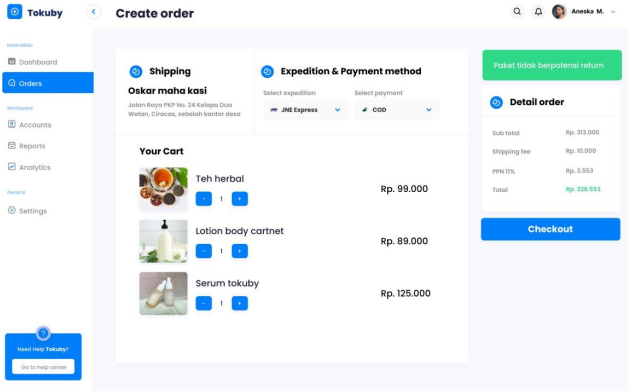 Tokuby
Create order
Aneska M.
MAIN MENU
Dashboard
Orders
Workspace
Accounts
Reports
Analytics
General
Settings
Need Help Tokuby?
Go to help center
Shipping
Oskar maha kasi
Jalan Raya PKP No. 24 Kelapa Dua
Wetan, Ciracas, sebelah kantor desa
Expedition & Payment method
Select expedition
Select payment
JNE Express
COD
Your Cart
Teh herbal
- 1 +
Rp. 99.000
Lotion body cartnet
- 1 +
Rp. 89.000
Serum tokuby
- 1 +
Rp. 125.000
Paket tidak berpotensi return
Detail order
Sub total Rp. 313.000
Shipping fee Rp. 10.000
PPN 11% Rp. 3.553
Total Rp. 326.553
Checkout